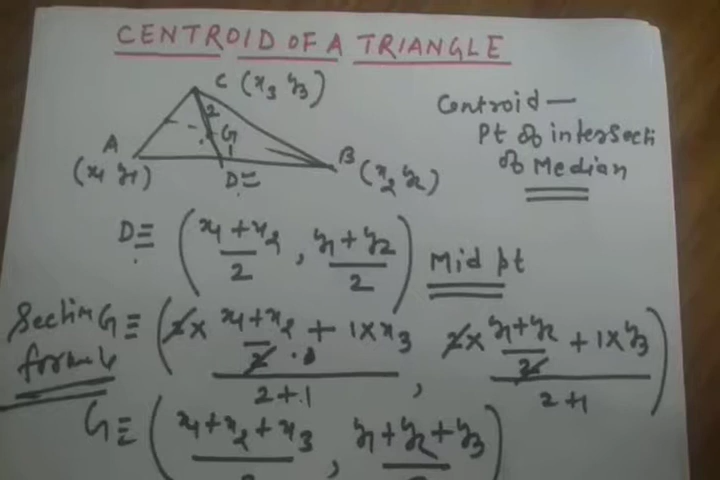 CENTROID OF A TRIANGLE
C (x₃ y₃)
Centroid —
Pt of intersecti
of Median
2
G
1
A
(x₁ y₁)
B (x₂ y₂)
D≡
D≡ (x₁+x₂/2 , y₁+y₂/2) Mid pt
Section formula
G≡ (2× x₁+x₂/2 + 1×x₃ / 2+1 , 2× y₁+y₂/2 + 1×y₃ / 2+1)
G≡ (x₁+x₂+x₃ , y₁+y₂+y₃)